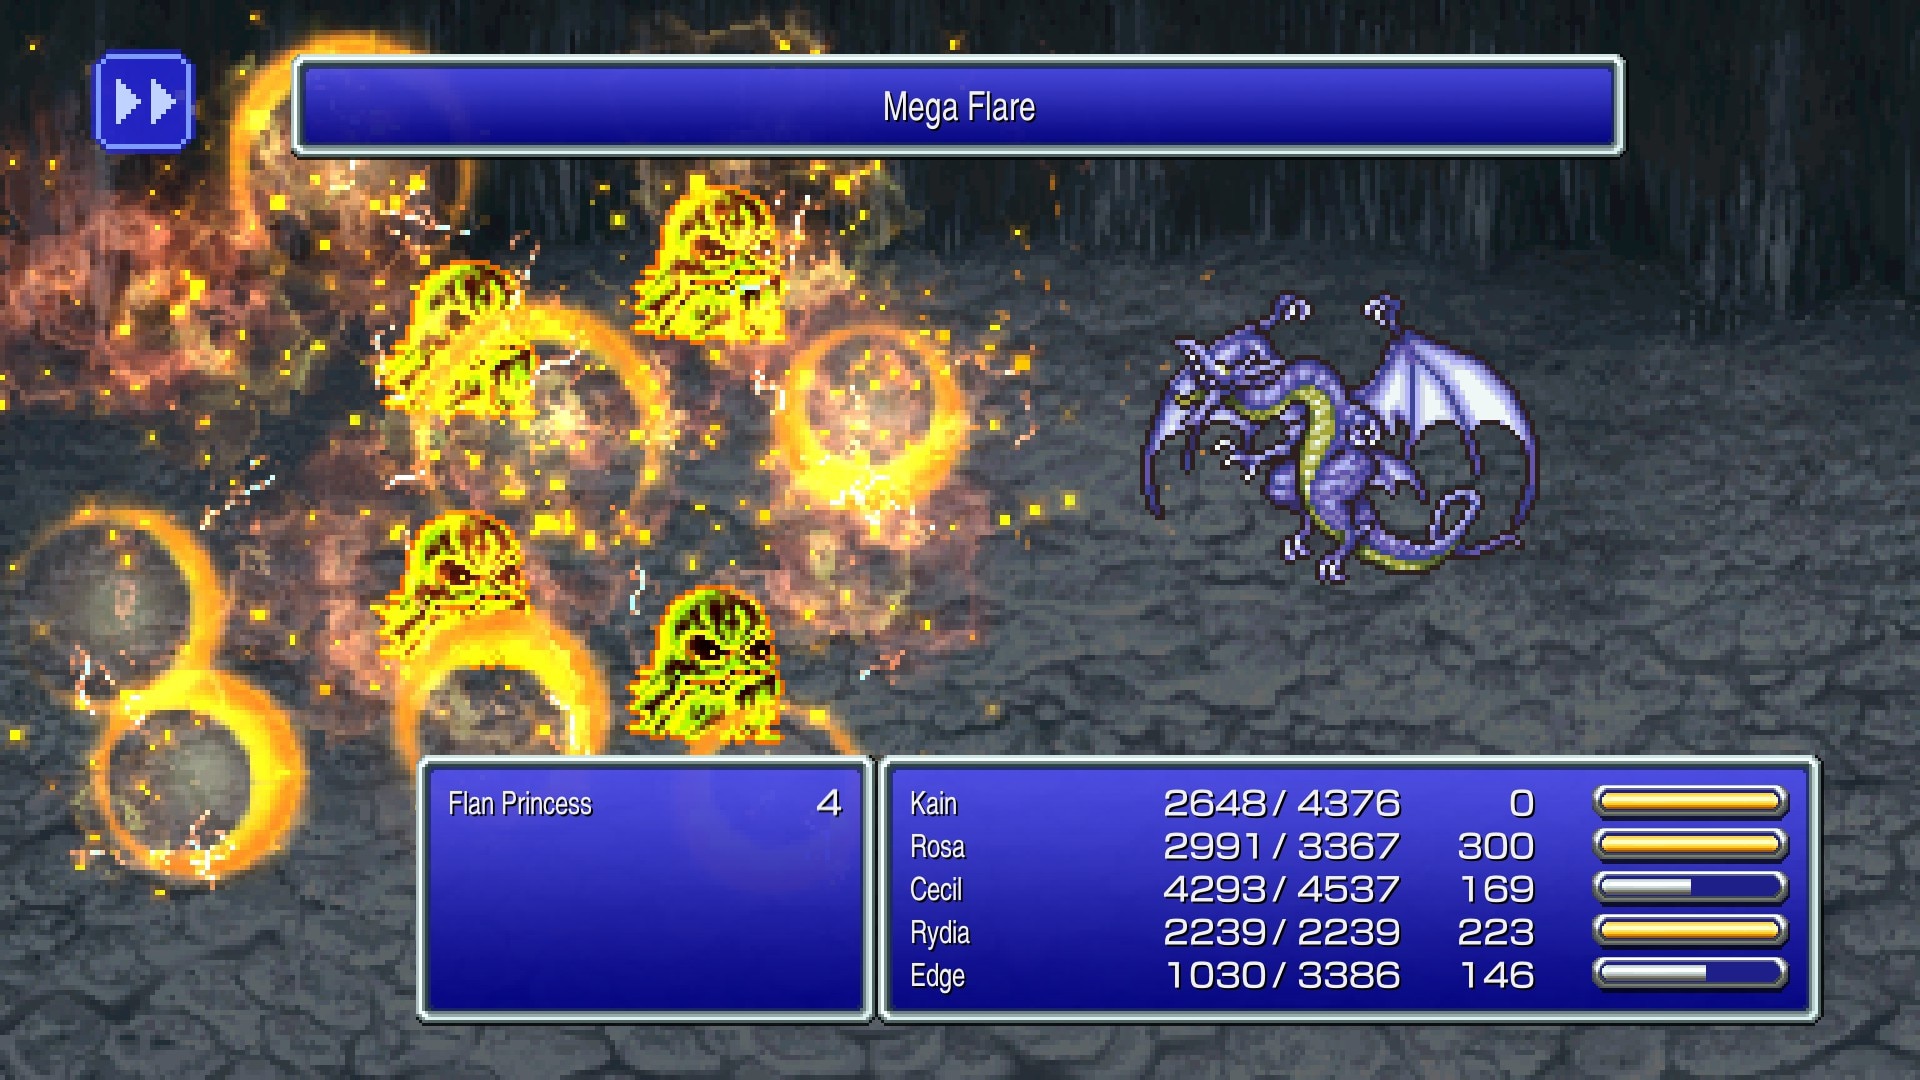 Mega Flare
Flan Princess 4
Kain 2648/ 4376 0
Rosa 2991/ 3367 300
Cecil 4293/ 4537 169
Rydia 2239/ 2239 223
Edge 1030/ 3386 146